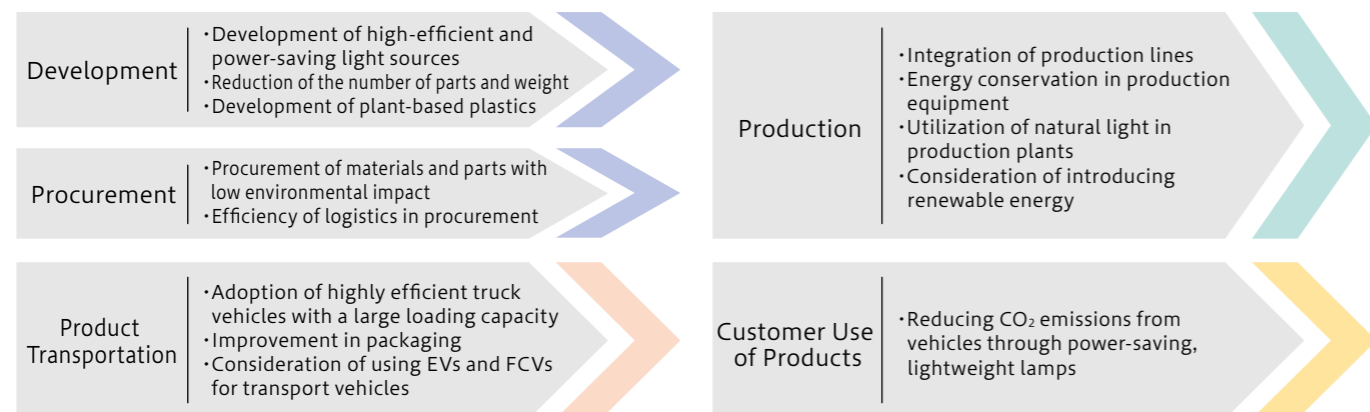 Development
・Development of high-efficient and
power-saving light sources
・Reduction of the number of parts and weight
・Development of plant-based plastics
Procurement
・Procurement of materials and parts with
low environmental impact
・Efficiency of logistics in procurement
Production
・Integration of production lines
・Energy conservation in production
equipment
・Utilization of natural light in
production plants
・Consideration of introducing
renewable energy
Product
Transportation
・Adoption of highly efficient truck
vehicles with a large loading capacity
・Improvement in packaging
・Consideration of using EVs and FCVs
for transport vehicles
Customer Use
of Products
・Reducing CO₂ emissions from
vehicles through power-saving,
lightweight lamps